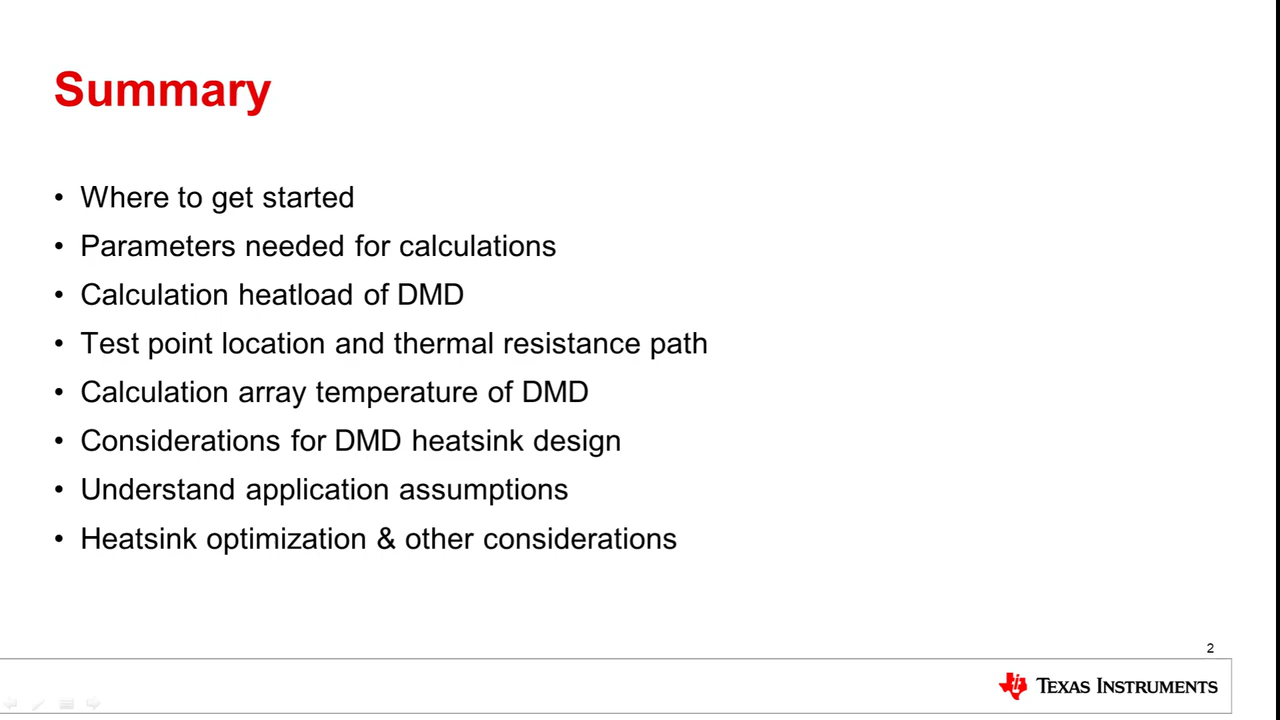 Summary
• Where to get started
• Parameters needed for calculations
• Calculation heatload of DMD
• Test point location and thermal resistance path
• Calculation array temperature of DMD
• Considerations for DMD heatsink design
• Understand application assumptions
• Heatsink optimization & other considerations
2
TEXAS INSTRUMENTS